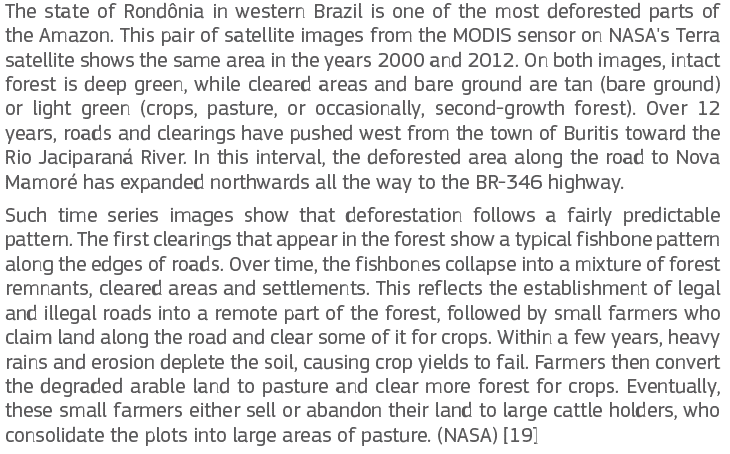 The state of Rondônia in western Brazil is one of the most deforested parts of
the Amazon. This pair of satellite images from the MODIS sensor on NASA's Terra
satellite shows the same area in the years 2000 and 2012. On both images, intact
forest is deep green, while cleared areas and bare ground are tan (bare ground)
or light green (crops, pasture, or occasionally, second-growth forest). Over 12
years, roads and clearings have pushed west from the town of Buritis toward the
Rio Jaciparaná River. In this interval, the deforested area along the road to Nova
Mamoré has expanded northwards all the way to the BR-346 highway.
Such time series images show that deforestation follows a fairly predictable
pattern. The first clearings that appear in the forest show a typical fishbone pattern
along the edges of roads. Over time, the fishbones collapse into a mixture of forest
remnants, cleared areas and settlements. This reflects the establishment of legal
and illegal roads into a remote part of the forest, followed by small farmers who
claim land along the road and clear some of it for crops. Within a few years, heavy
rains and erosion deplete the soil, causing crop yields to fail. Farmers then convert
the degraded arable land to pasture and clear more forest for crops. Eventually,
these small farmers either sell or abandon their land to large cattle holders, who
consolidate the plots into large areas of pasture. (NASA) [19]